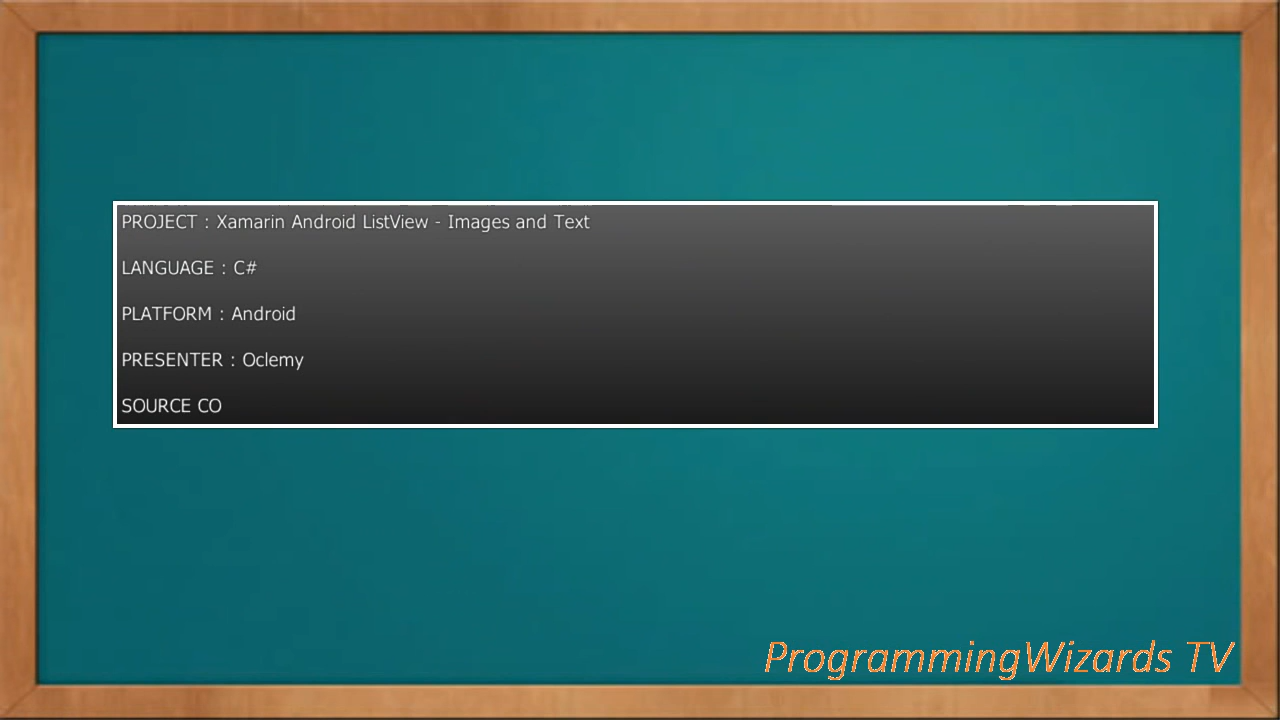 PROJECT : Xamarin Android ListView - Images and Text
LANGUAGE : C#
PLATFORM : Android
PRESENTER : Oclemy
SOURCE CO
ProgrammingWizards TV